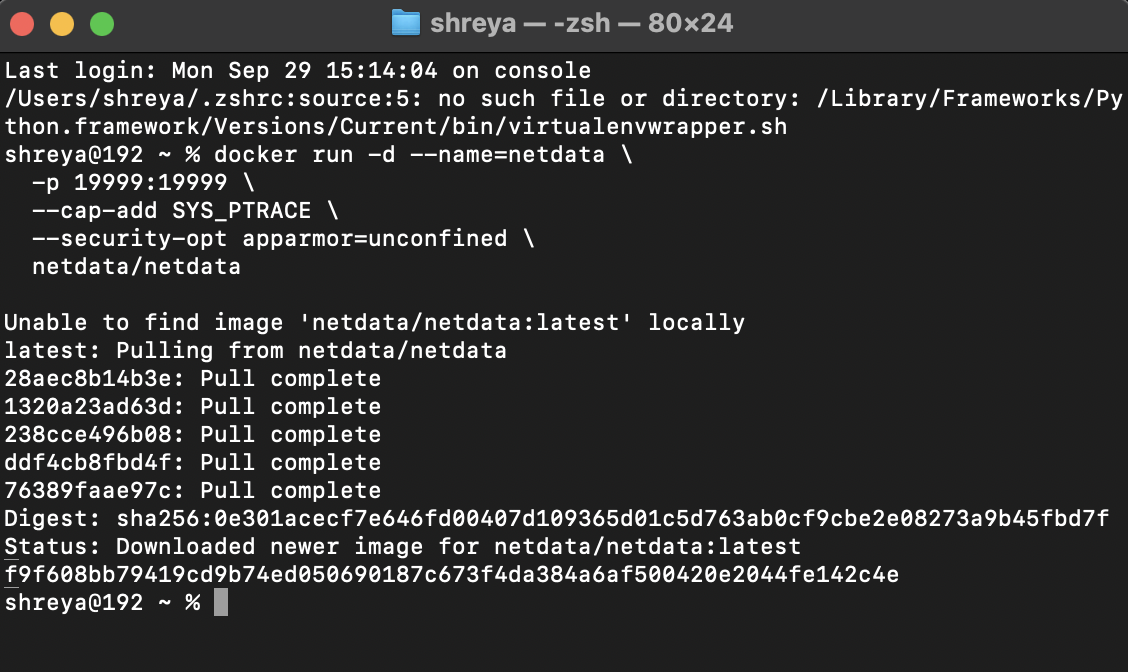 shreya — -zsh — 80×24
Last login: Mon Sep 29 15:14:04 on console
/Users/shreya/.zshrc:source:5: no such file or directory: /Library/Frameworks/Py
thon.framework/Versions/Current/bin/virtualenvwrapper.sh
shreya@192 ~ % docker run -d --name=netdata \
  -p 19999:19999 \
  --cap-add SYS_PTRACE \
  --security-opt apparmor=unconfined \
  netdata/netdata
Unable to find image 'netdata/netdata:latest' locally
latest: Pulling from netdata/netdata
28aec8b14b3e: Pull complete
1320a23ad63d: Pull complete
238cce496b08: Pull complete
ddf4cb8fbd4f: Pull complete
76389faae97c: Pull complete
Digest: sha256:0e301acecf7e646fd00407d109365d01c5d763ab0cf9cbe2e08273a9b45fbd7f
Status: Downloaded newer image for netdata/netdata:latest
f9f608bb79419cd9b74ed050690187c673f4da384a6af500420e2044fe142c4e
shreya@192 ~ %